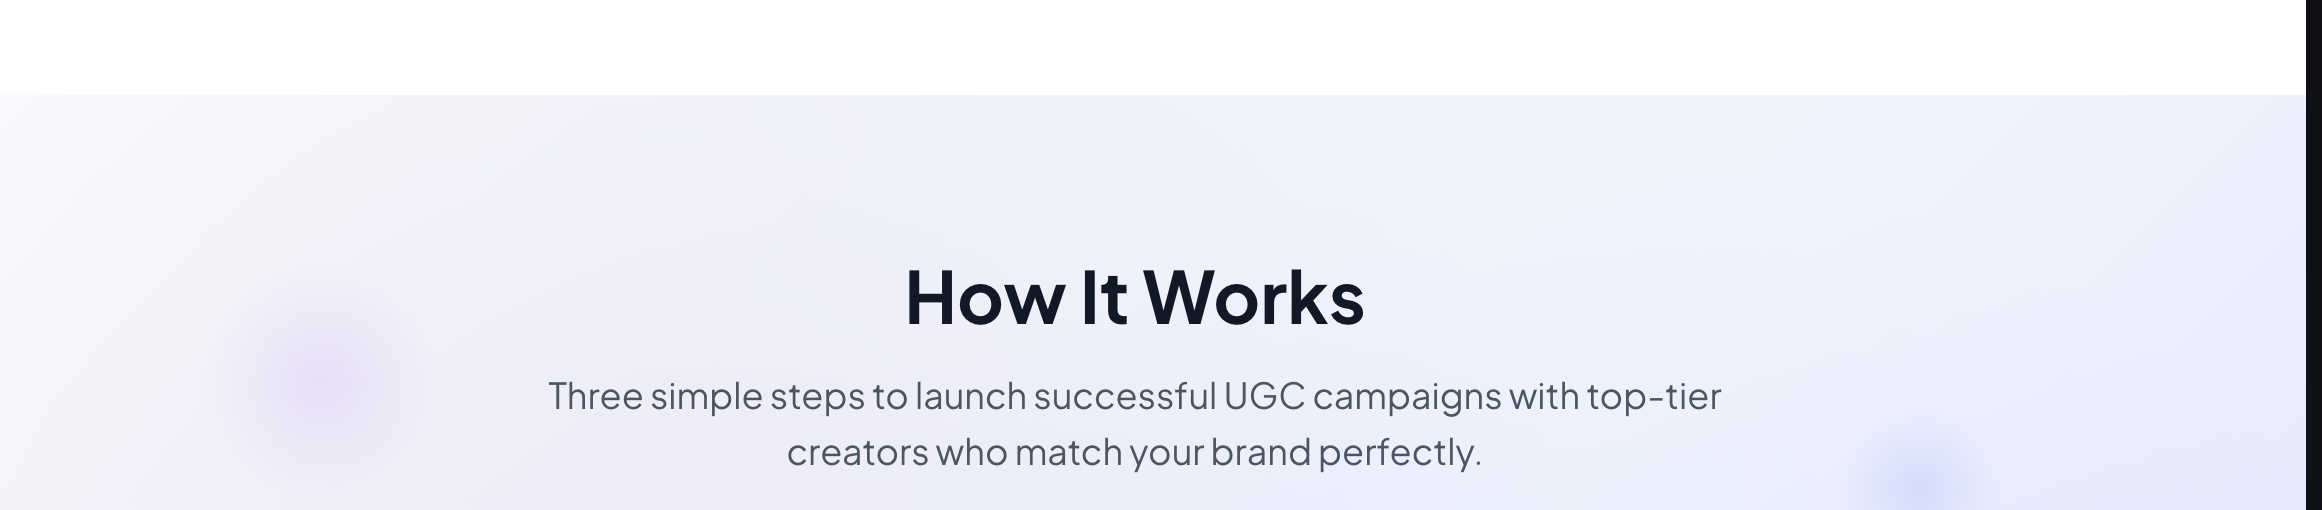 How It Works
Three simple steps to launch successful UGC campaigns with top-tier
creators who match your brand perfectly.